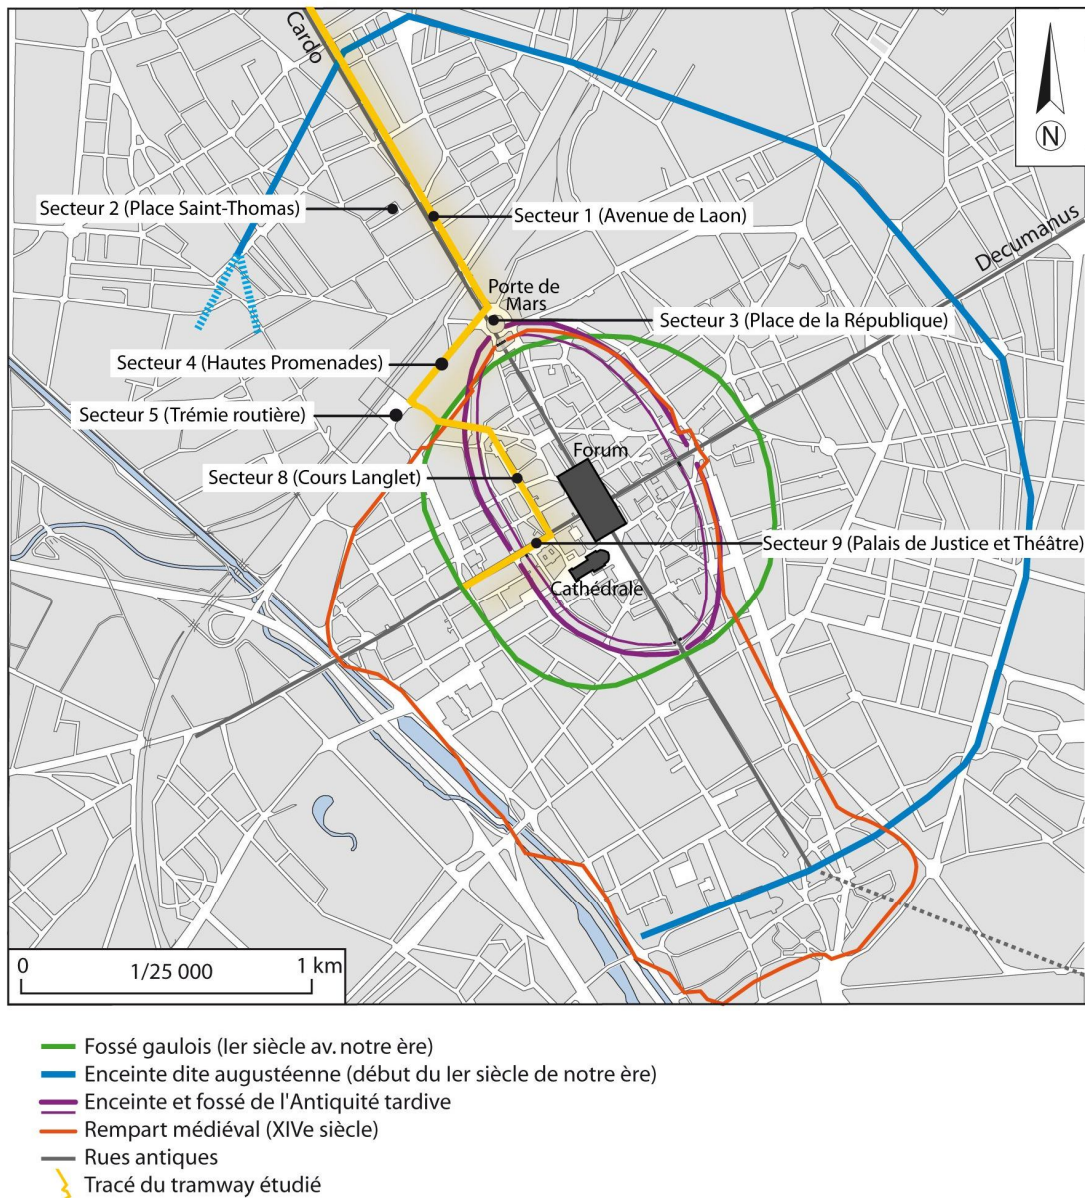 Cardo
N
Secteur 2 (Place Saint-Thomas)
Secteur 1 (Avenue de Laon)
Decumanus
Porte de
Mars
Secteur 3 (Place de la République)
Secteur 4 (Hautes Promenades)
Secteur 5 (Trémie routière)
Forum
Secteur 8 (Cours Langlet)
Secteur 9 (Palais de Justice et Théâtre)
Cathédrale
0 1/25 000 1 km
Fossé gaulois (Ier siècle av. notre ère)
Enceinte dite augustéenne (début du Ier siècle de notre ère)
Enceinte et fossé de l'Antiquité tardive
Rempart médiéval (XIVe siècle)
Rues antiques
Tracé du tramway étudié